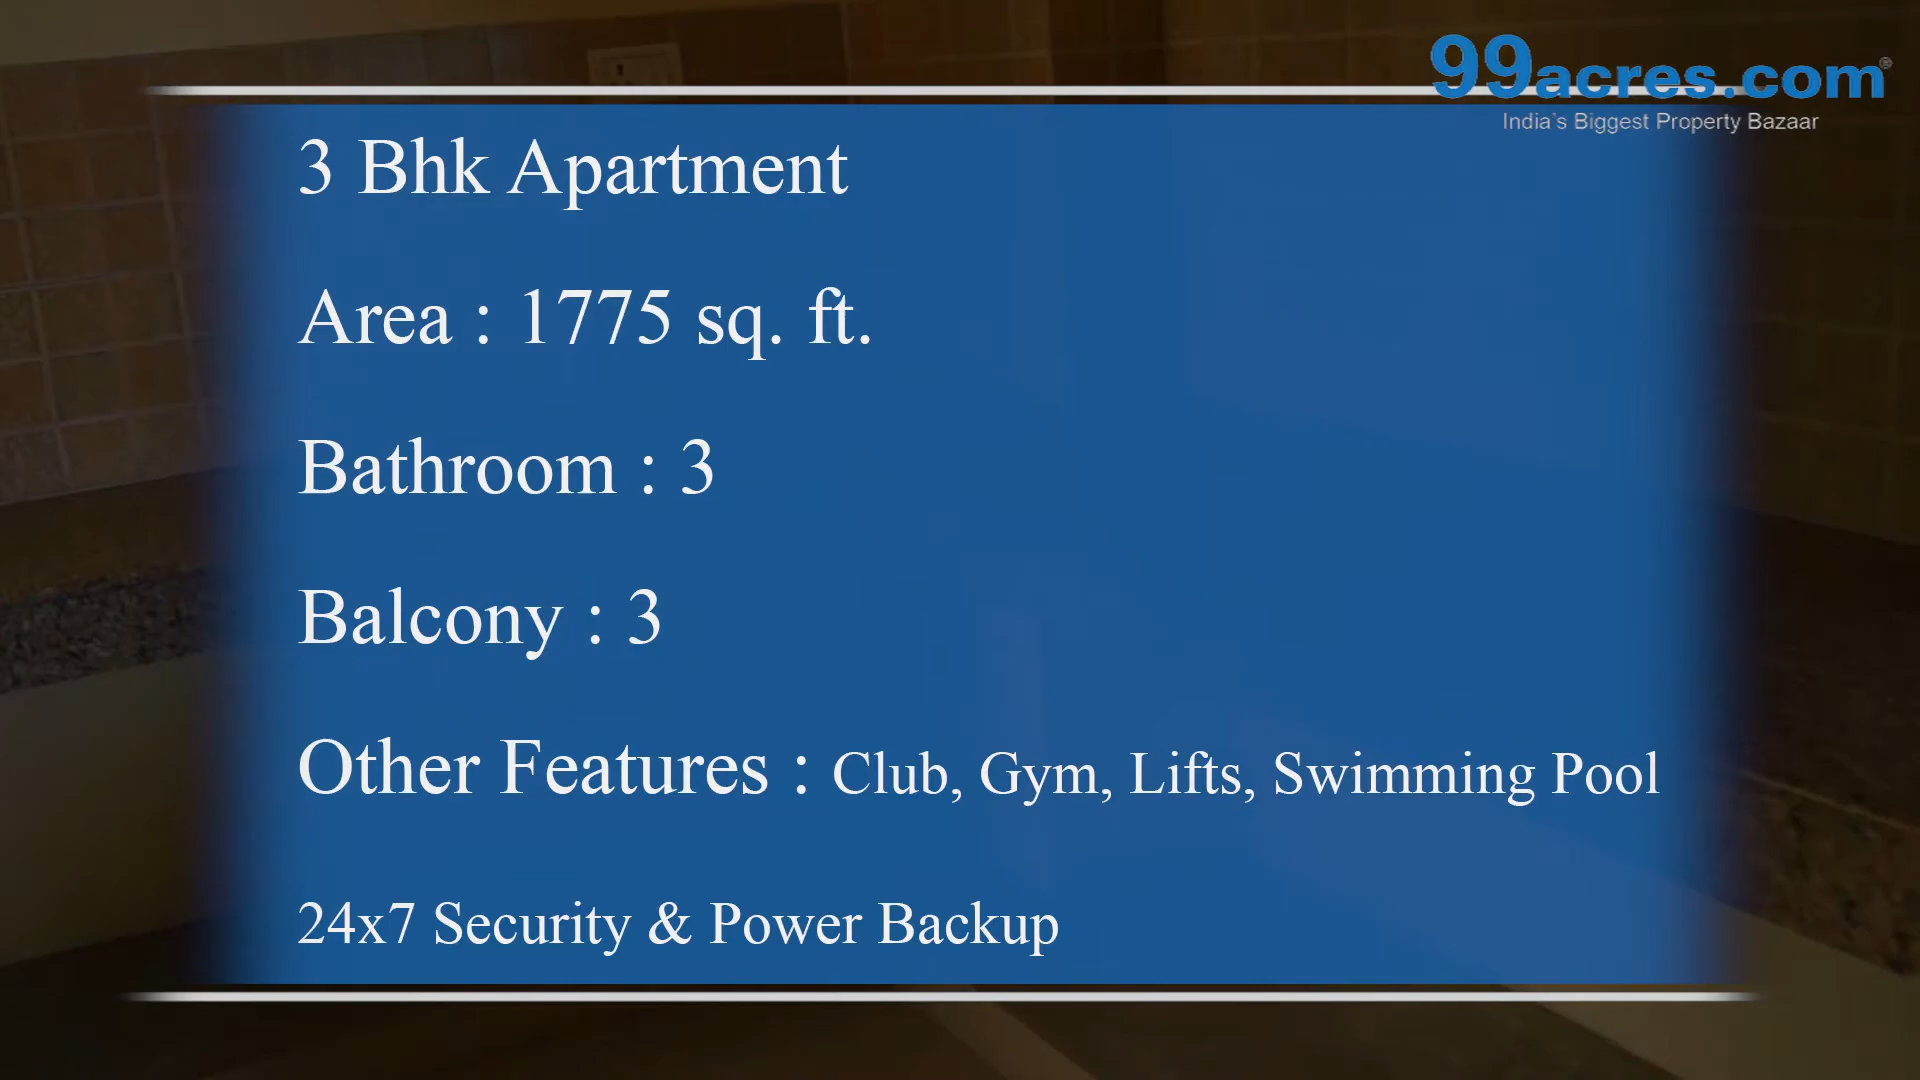 99acres.com®
India's Biggest Property Bazaar
3 Bhk Apartment
Area : 1775 sq. ft.
Bathroom : 3
Balcony : 3
Other Features : Club, Gym, Lifts, Swimming Pool
24x7 Security & Power Backup